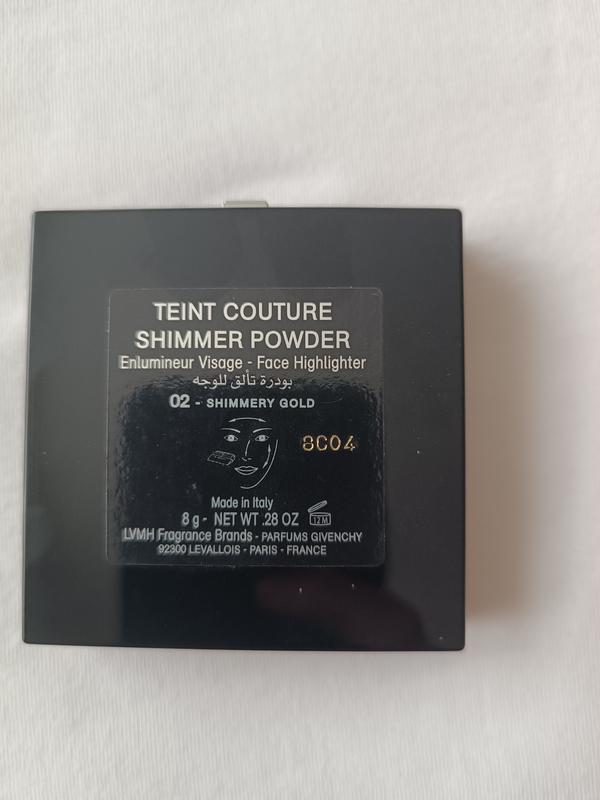 TEINT COUTURE
SHIMMER POWDER
Enlumineur Visage - Face Highlighter
بودرة تألق للوجه
02 - SHIMMERY GOLD
8C04
Made in Italy
8 g - NET WT .28 OZ 12M
LVMH Fragrance Brands - PARFUMS GIVENCHY
92300 LEVALLOIS - PARIS - FRANCE